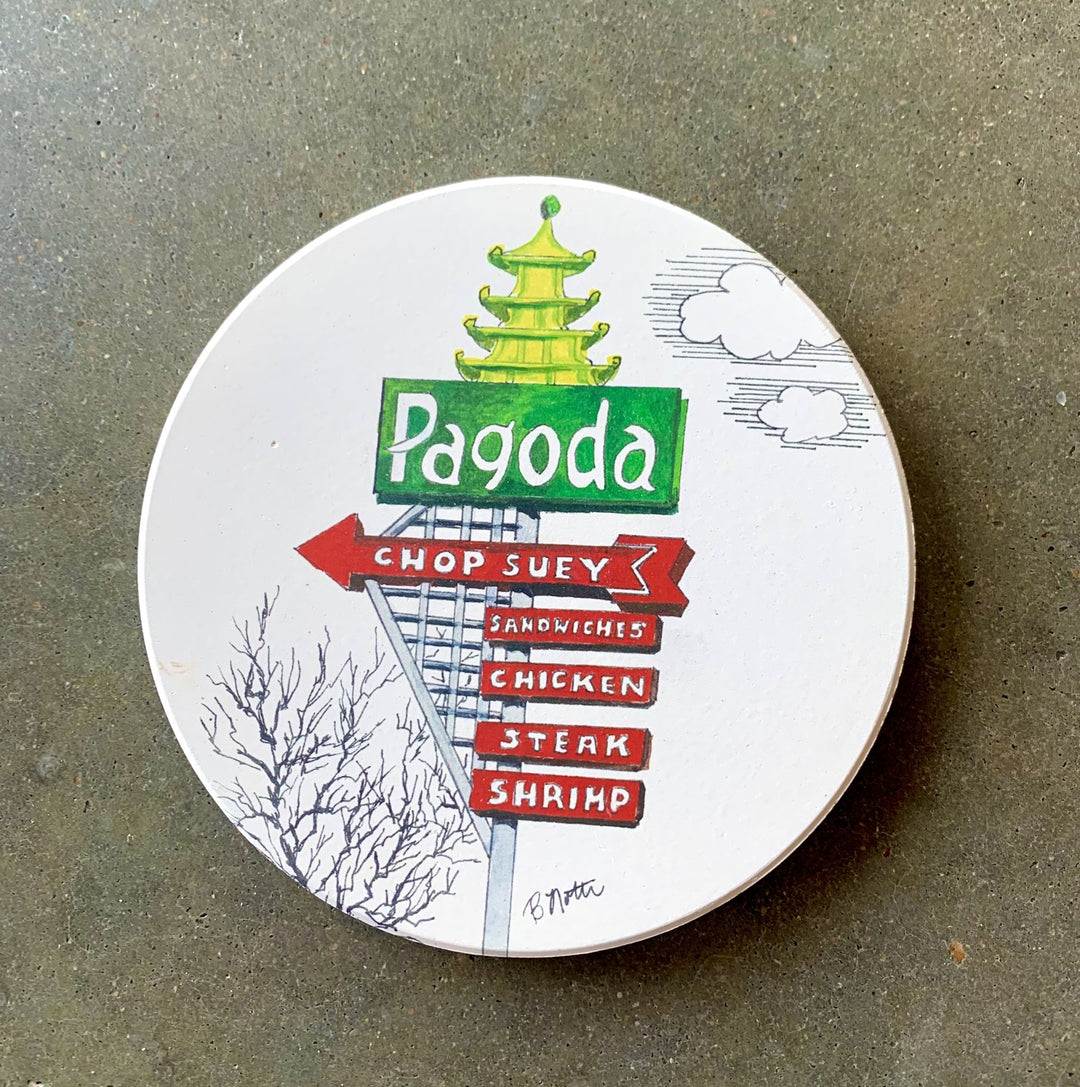 Pagoda
CHOP SUEY
SANDWICHES
CHICKEN
STEAK
SHRIMP